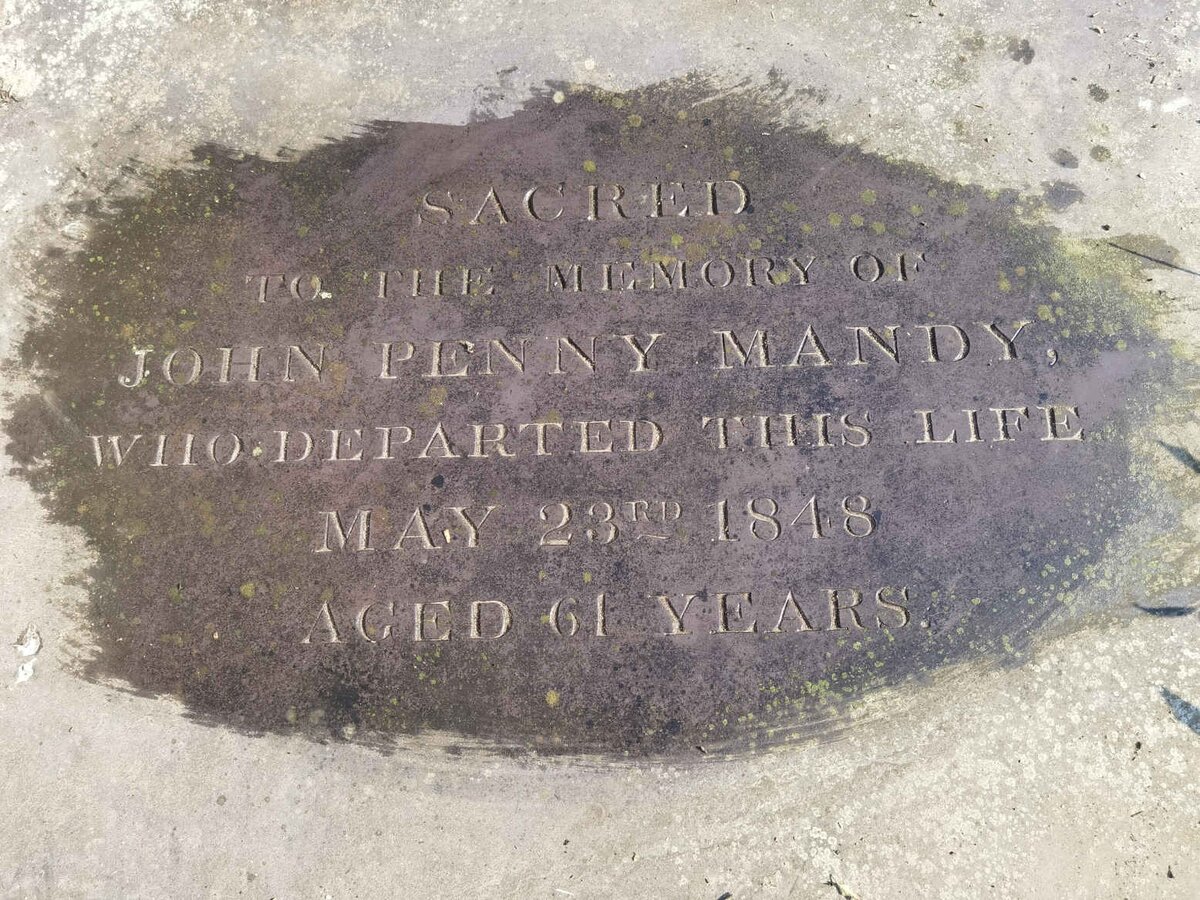 SACRED
TO THE MEMORY OF
JOHN PENNY MANDY,
WHO DEPARTED THIS LIFE
MAY 23RD 1848
AGED 61 YEARS.